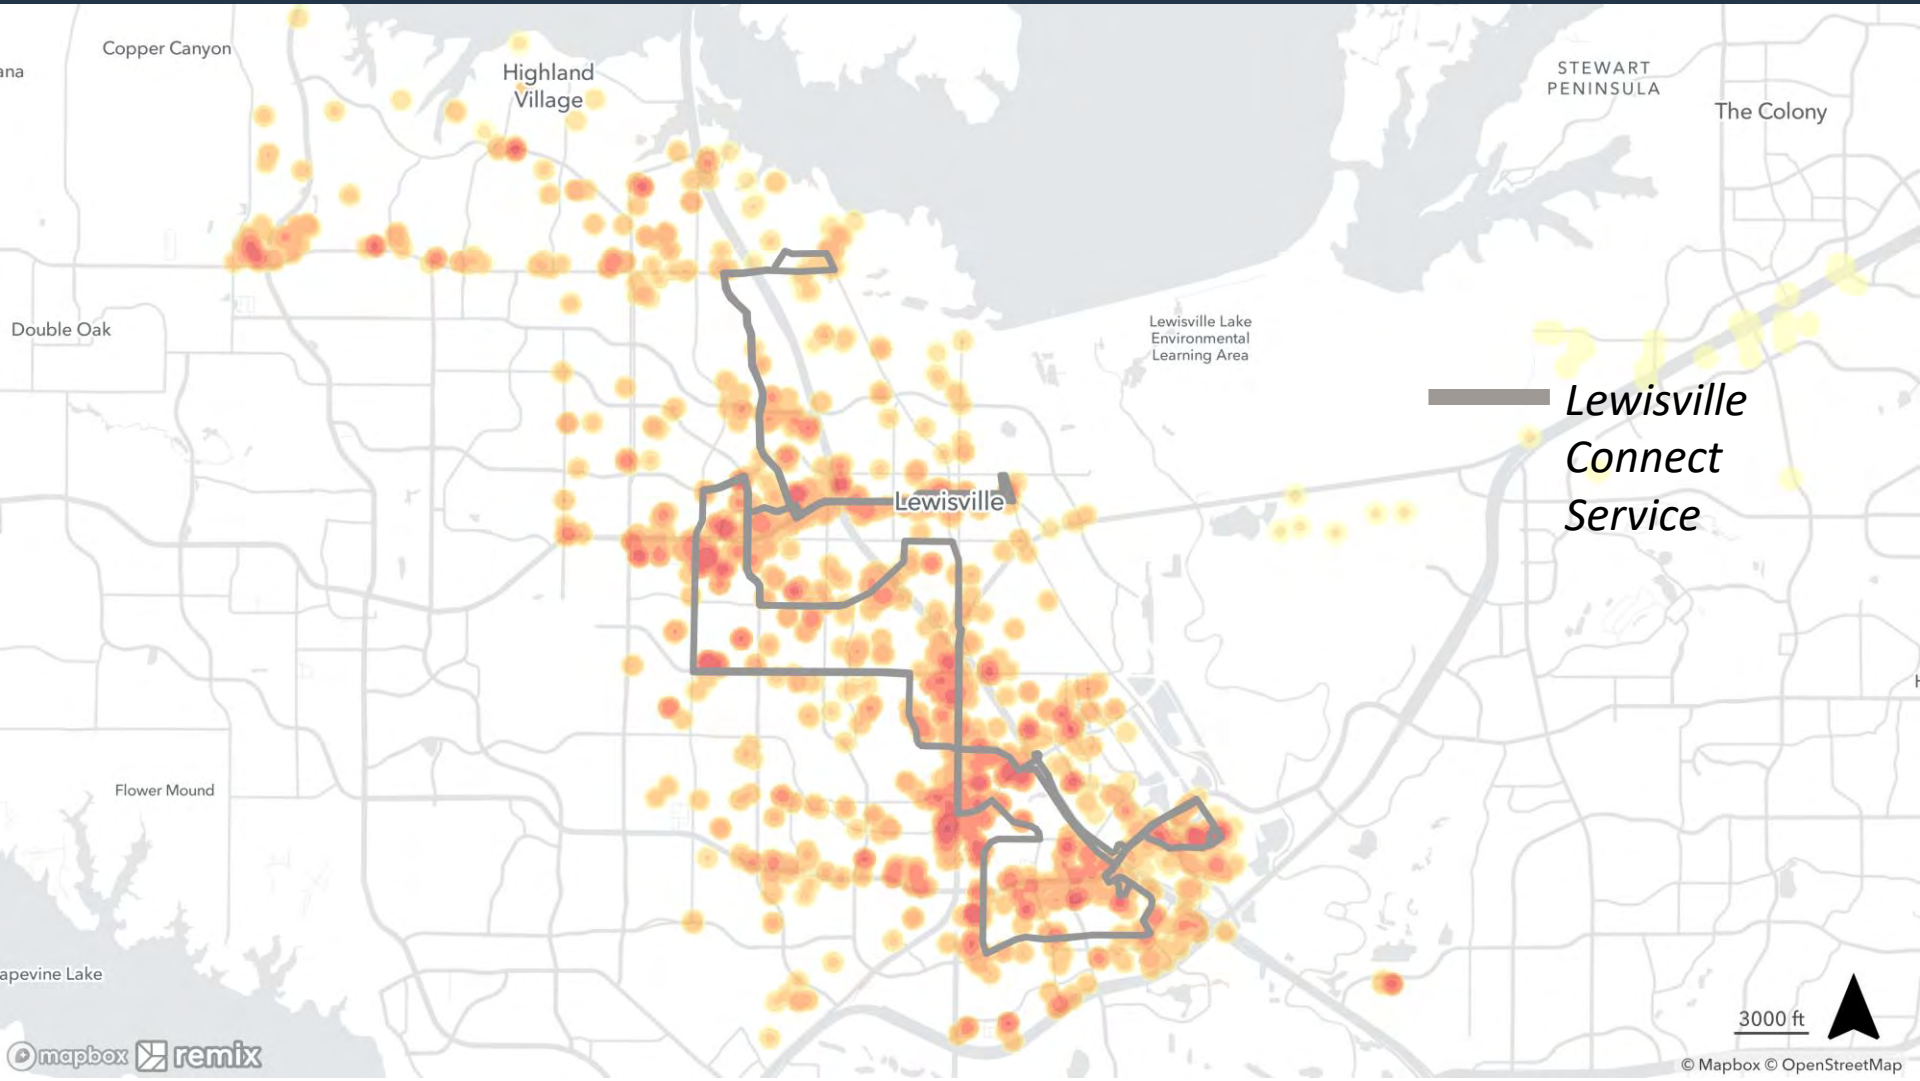 Copper Canyon
ana
Highland
Village
STEWART
PENINSULA
The Colony
Double Oak
Lewisville Lake
Environmental
Learning Area
Lewisville
Connect
Service
Lewisville
H
Flower Mound
apevine Lake
3000 ft
mapbox remix
© Mapbox © OpenStreetMap